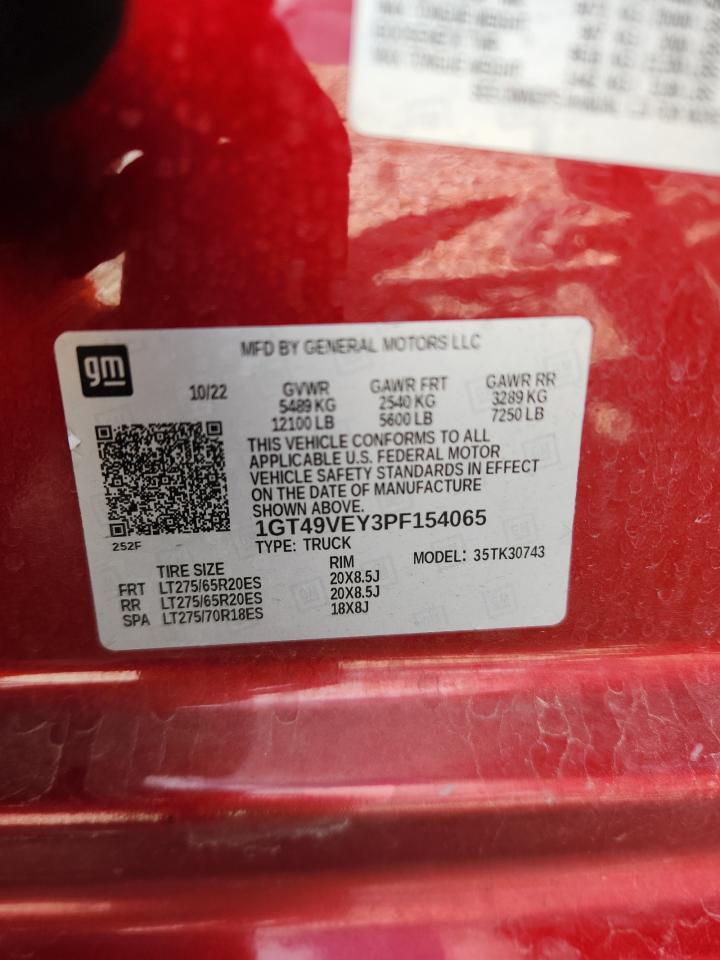 gm
MFD BY GENERAL MOTORS LLC
10/22
GVWR GAWR FRT GAWR RR
5489 KG 2540 KG 3289 KG
12100 LB 5600 LB 7250 LB
THIS VEHICLE CONFORMS TO ALL
APPLICABLE U.S. FEDERAL MOTOR
VEHICLE SAFETY STANDARDS IN EFFECT
ON THE DATE OF MANUFACTURE
SHOWN ABOVE.
1GT49VEY3PF154065
252F
TYPE: TRUCK MODEL: 35TK30743
TIRE SIZE RIM
FRT LT275/65R20ES 20X8.5J
RR LT275/65R20ES 20X8.5J
SPA LT275/70R18ES 18X8J